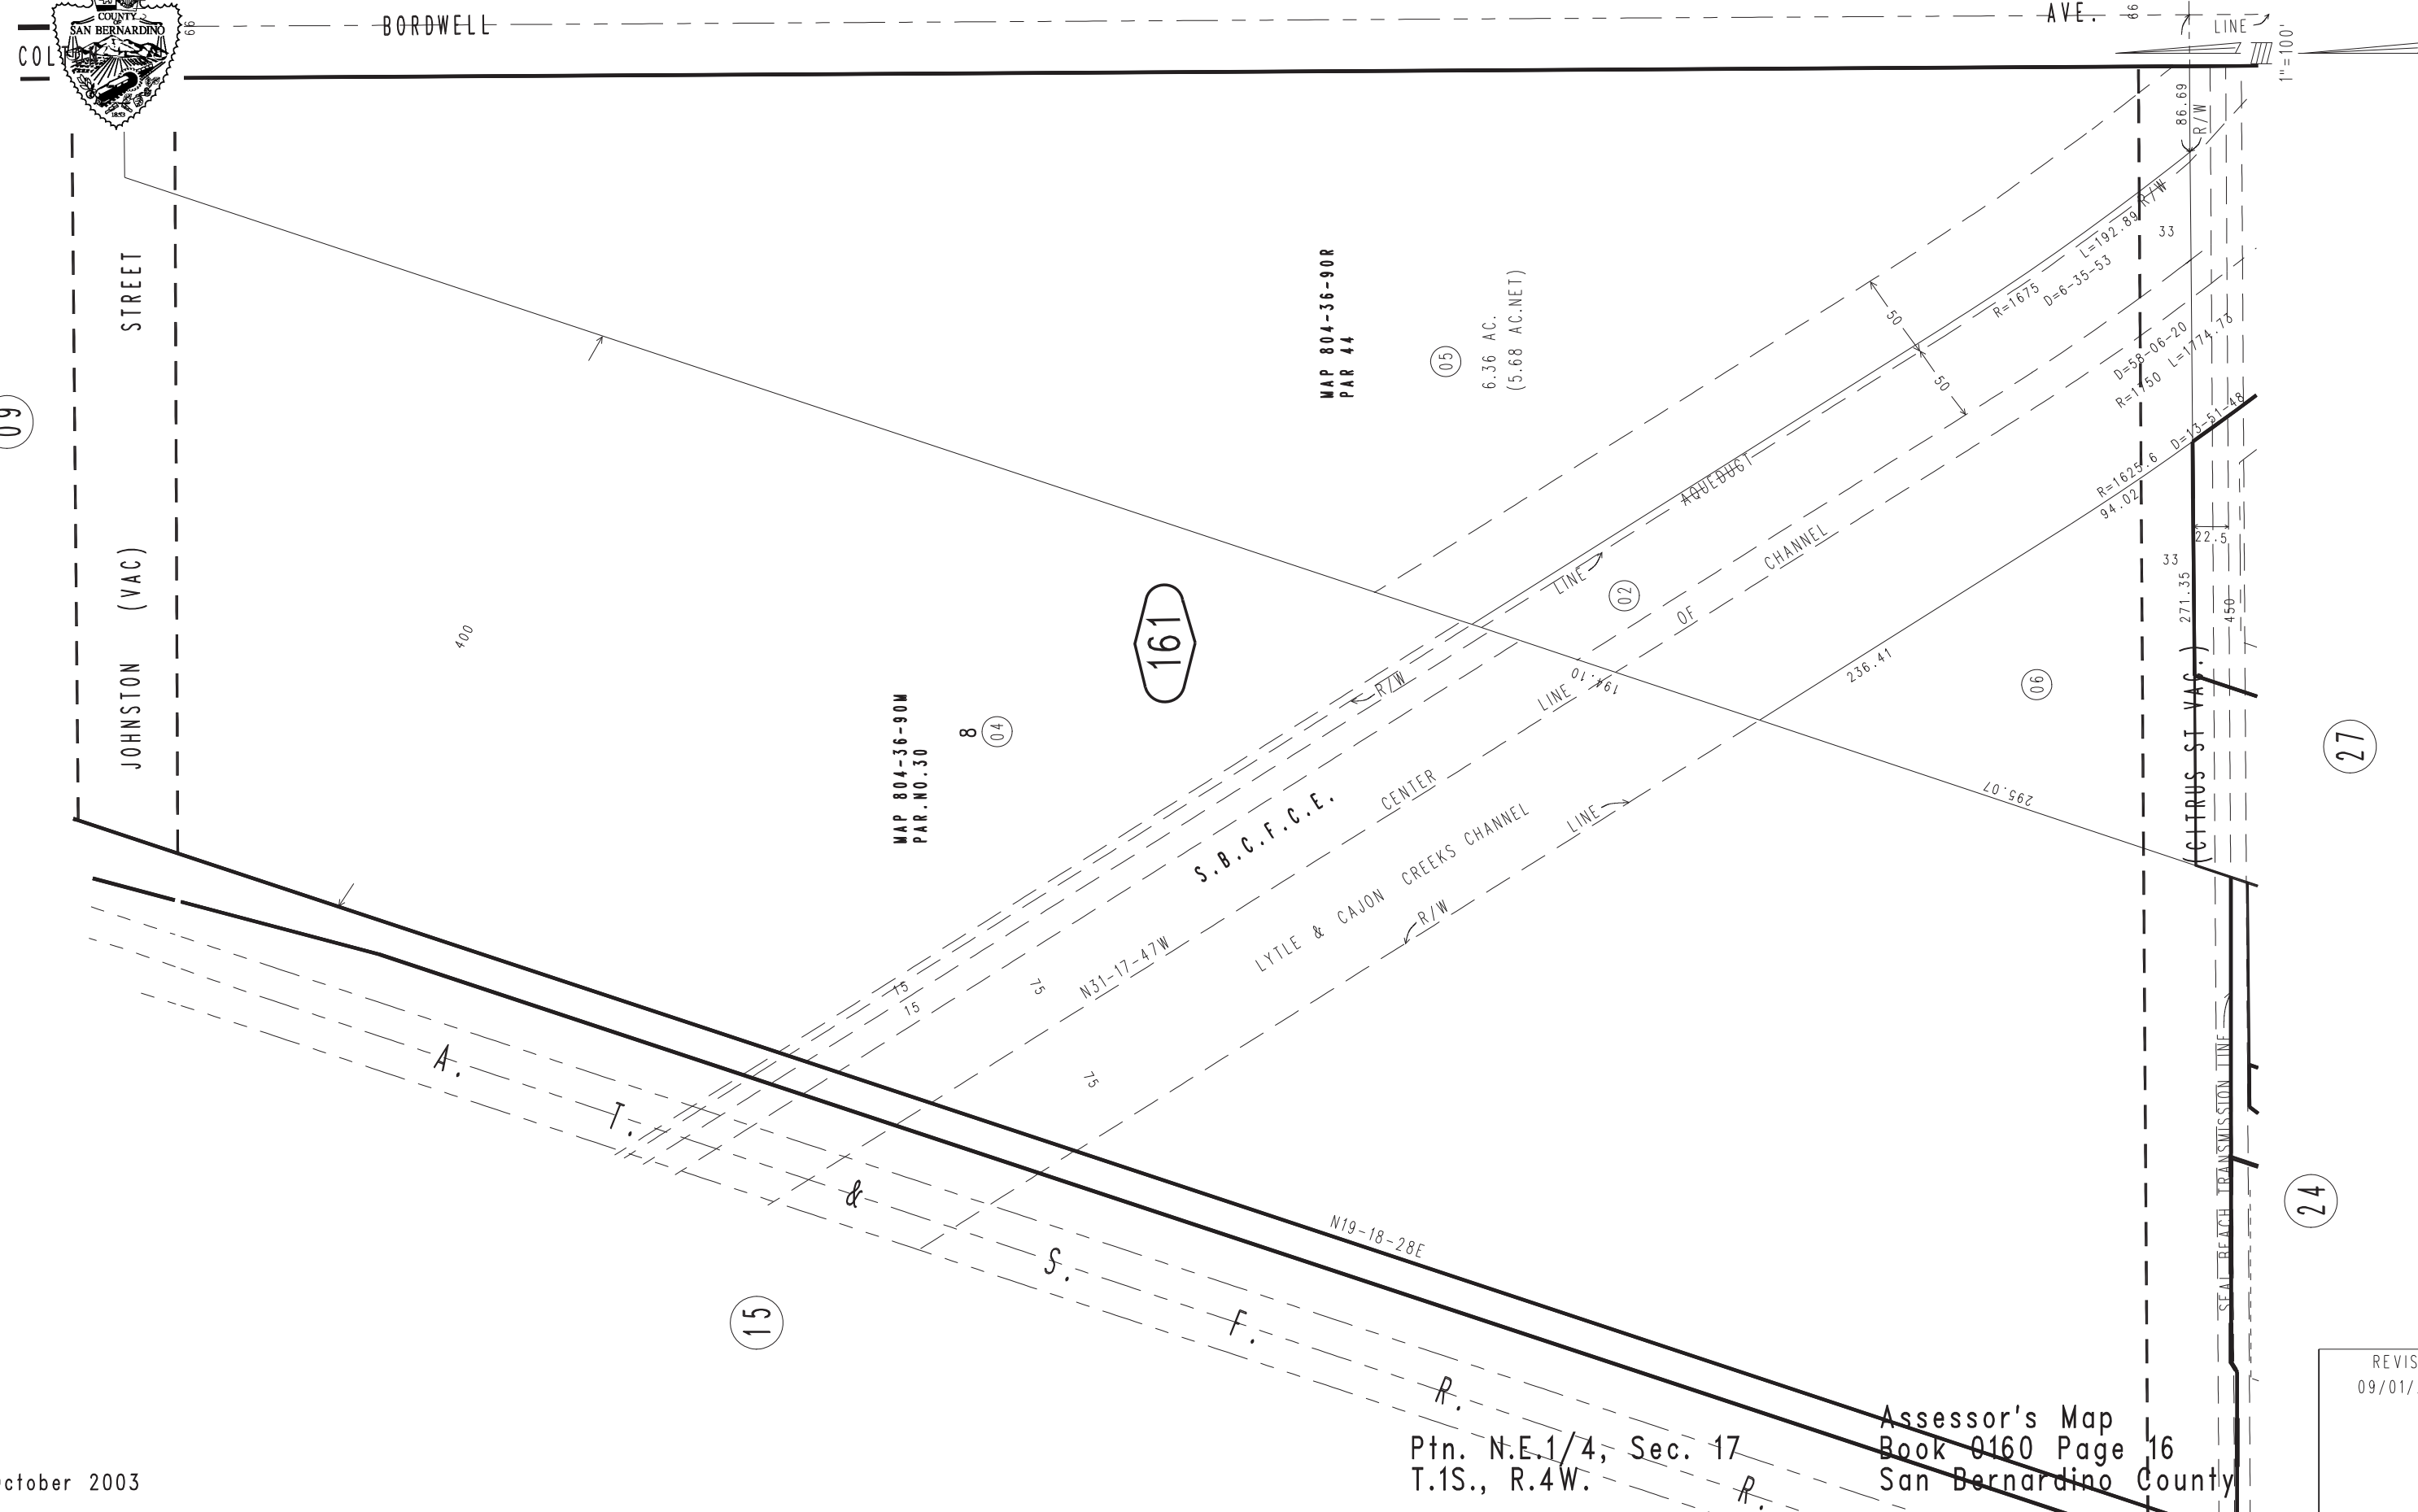 COUNTY
OF
SAN BERNARDINO
1853
66
BORDWELL
AVE.
66
LINE
1"=100'
86.69
R/W
STREET
(VAC)
JOHNSTON
09
MAP 804-36-90R
PAR 44
05
6.36 AC.
(5.68 AC.NET)
50
50
L=192.89 R/W
33
R=1675
D=6-35-53
D=58-06-20
R=1750 L=1774.73
D=13-51-48
R=1625.6
94.02
22.5
33
271.35
450
AQUEDUCT
LINE
02
CHANNEL
OF
LINE
CENTER
400
161
R/W
194.10
236.41
06
295.07
(CITRUS ST VAC.)
27
MAP 804-36-90M
PAR.NO.30
8
04
S.B.C.F.C.E.
LYTLE & CAJON CREEKS CHANNEL
LINE
R/W
N31-17-47W
15
15
75
75
SEAL BEACH TRANSMISSION LINE
24
N19-18-28E
A. T. & S. F. R. R.
15
REVIS
09/01/
Ptn. N.E.1/4, Sec. 17
T.1S., R.4W.
Assessor's Map
Book 0160 Page 16
San Bernardino County
ctober 2003